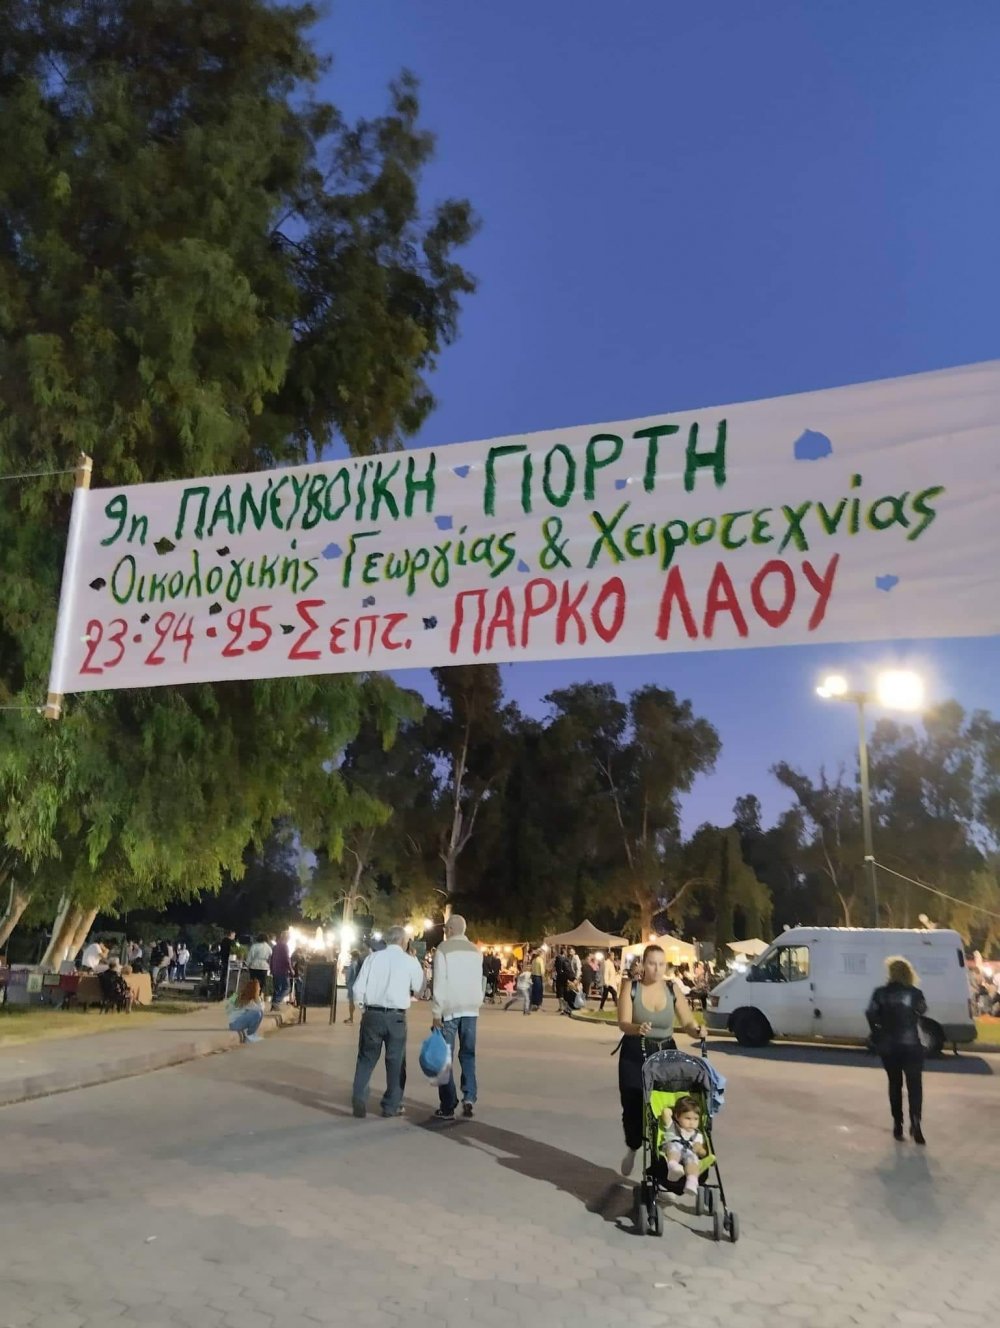 9η ΠΑΝΕΥΒΟΪΚΗ ΓΙΟΡΤΗ
Οικολογικής Γεωργίας & Χειροτεχνίας
23·24·25·Σεπτ. ΠΑΡΚΟ ΛΑΟΥ